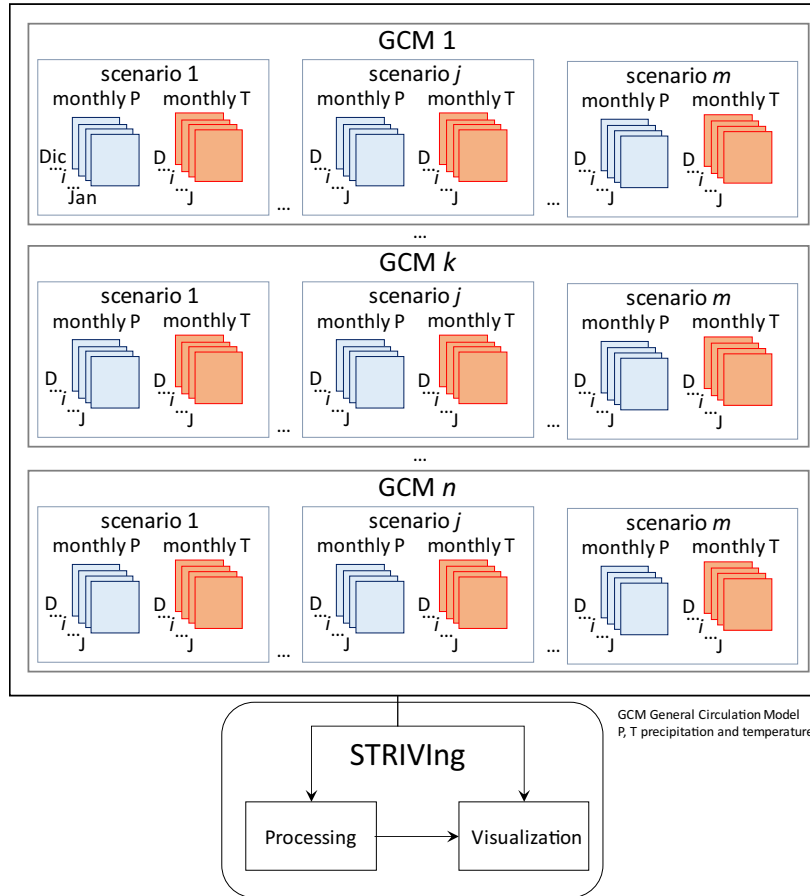 GCM 1
scenario 1
monthly P monthly T
Dic
...
i
...
Jan
D
...
i
...
J
...
scenario j
monthly P monthly T
D
...
i
...
J
D
...
i
...
J
...
scenario m
monthly P monthly T
D
...
i
...
J
D
...
i
...
J
...
GCM k
scenario 1
monthly P monthly T
D
...
i
...
J
D
...
i
...
J
...
scenario j
monthly P monthly T
D
...
i
...
J
D
...
i
...
J
...
scenario m
monthly P monthly T
D
...
i
...
J
D
...
i
...
J
...
GCM n
scenario 1
monthly P monthly T
D
...
i
...
J
D
...
i
...
J
...
scenario j
monthly P monthly T
D
...
i
...
J
D
...
i
...
J
...
scenario m
monthly P monthly T
D
...
i
...
J
D
...
i
...
J
GCM General Circulation Model
P, T precipitation and temperature
STRIVIng
Processing
Visualization